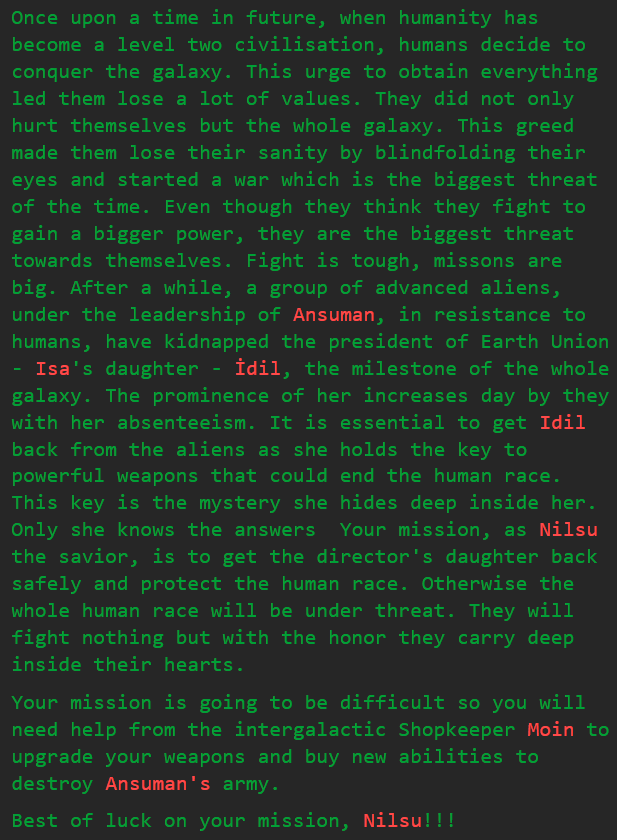 Once upon a time in future, when humanity has
become a level two civilisation, humans decide to
conquer the galaxy. This urge to obtain everything
led them lose a lot of values. They did not only
hurt themselves but the whole galaxy. This greed
made them lose their sanity by blindfolding their
eyes and started a war which is the biggest threat
of the time. Even though they think they fight to
gain a bigger power, they are the biggest threat
towards themselves. Fight is tough, missons are
big. After a while, a group of advanced aliens,
under the leadership of Ansuman, in resistance to
humans, have kidnapped the president of Earth Union
- Isa's daughter - İdil, the milestone of the whole
galaxy. The prominence of her increases day by they
with her absenteeism. It is essential to get Idil
back from the aliens as she holds the key to
powerful weapons that could end the human race.
This key is the mystery she hides deep inside her.
Only she knows the answers  Your mission, as Nilsu
the savior, is to get the director's daughter back
safely and protect the human race. Otherwise the
whole human race will be under threat. They will
fight nothing but with the honor they carry deep
inside their hearts.
Your mission is going to be difficult so you will
need help from the intergalactic Shopkeeper Moin to
upgrade your weapons and buy new abilities to
destroy Ansuman's army.
Best of luck on your mission, Nilsu!!!